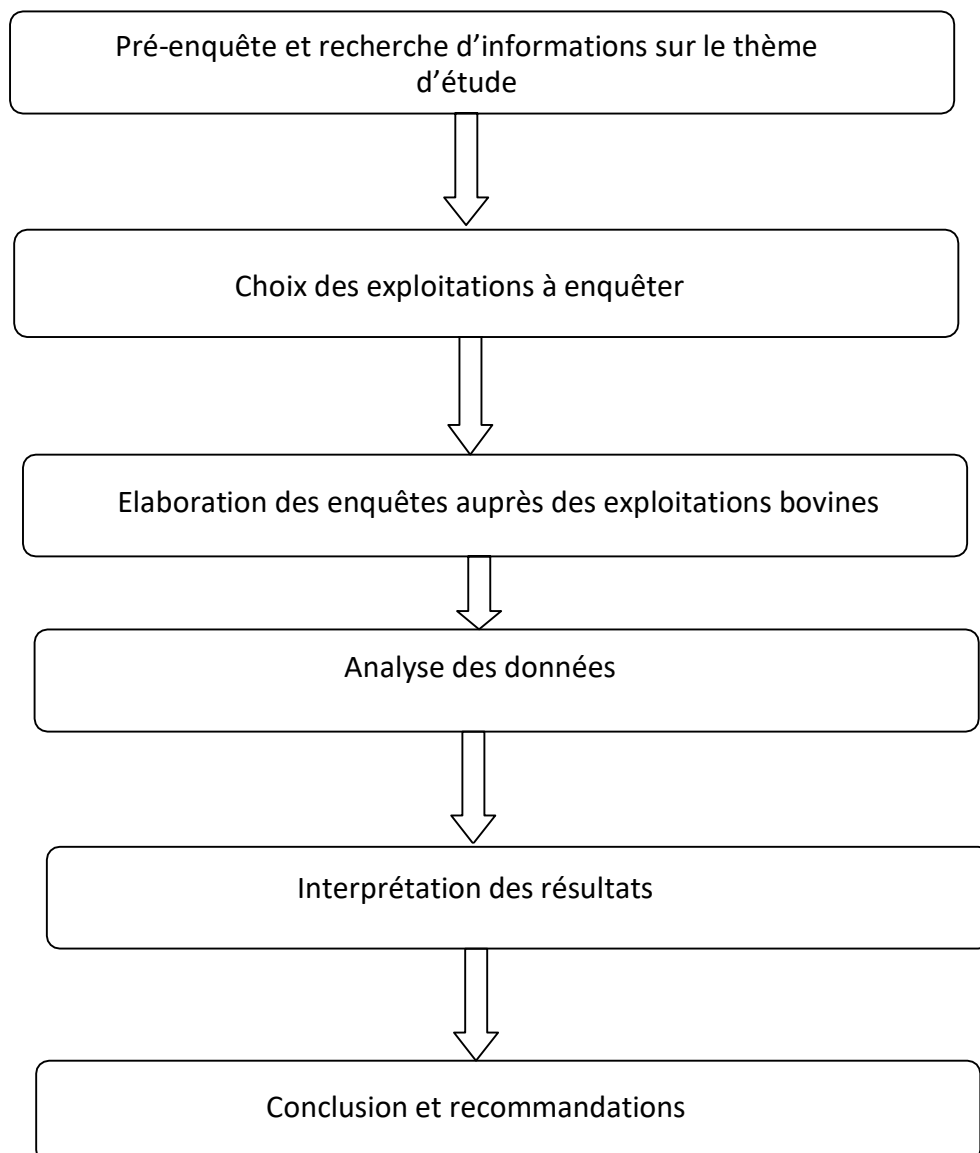 Pré-enquête et recherche d’informations sur le thème
d’étude
Choix des exploitations à enquêter
Elaboration des enquêtes auprès des exploitations bovines
Analyse des données
Interprétation des résultats
Conclusion et recommandations